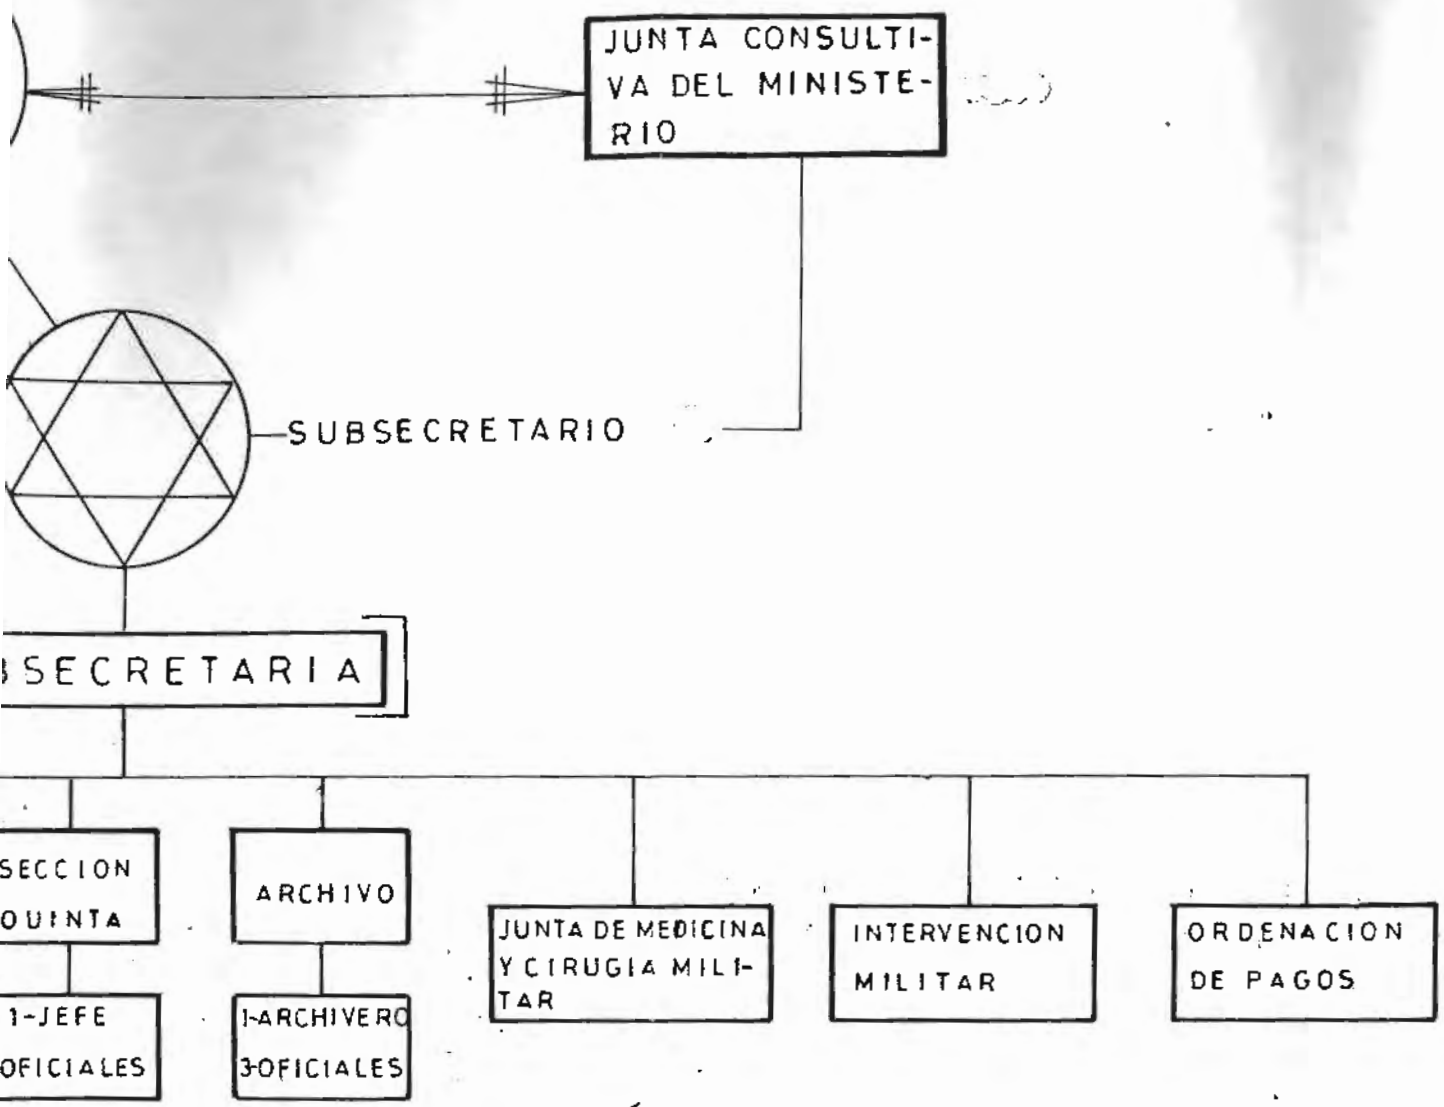 JUNTA CONSULTI-
VA DEL MINISTE-
RIO
SUBSECRETARIO
SECRETARIA
SECCION
QUINTA
ARCHIVO
JUNTA DE MEDICINA
Y CIRUGIA MILI-
TAR
INTERVENCION
MILITAR
ORDENACION
DE PAGOS
1-JEFE
OFICIALES
1-ARCHIVERO
3-OFICIALES